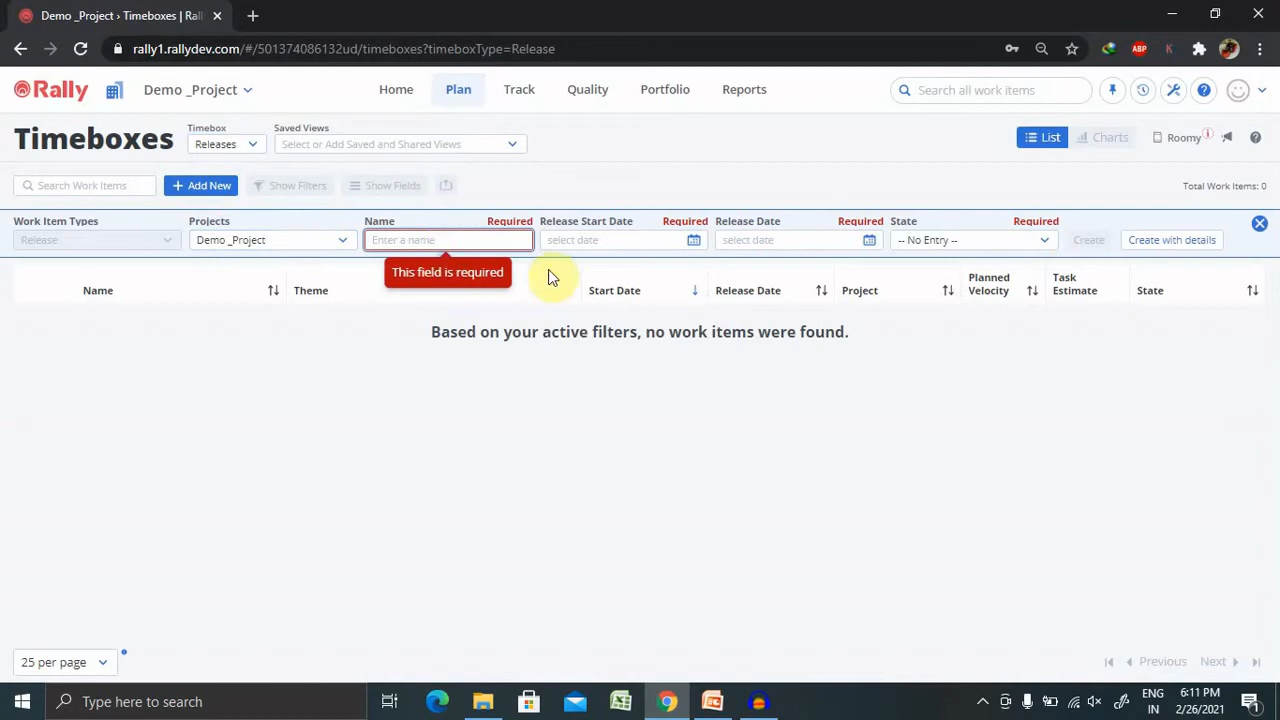 Demo _Project › Timeboxes | Rall
rally1.rallydev.com/#/501374086132ud/timeboxes?timeboxType=Release
ABP
K
Rally
Demo _Project
Home
Plan
Track
Quality
Portfolio
Reports
Search all work items
Timeboxes
Timebox
Releases
Saved Views
Select or Add Saved and Shared Views
List
Charts
Roomy
Search Work Items
Add New
Show Filters
Show Fields
Total Work Items: 0
Work Item Types
Release
Projects
Demo _Project
Name Required
Enter a name
Release Start Date Required
select date
Release Date Required
select date
State Required
-- No Entry --
Create
Create with details
This field is required
Name
Theme
Start Date
Release Date
Project
Planned
Velocity
Task
Estimate
State
Based on your active filters, no work items were found.
25 per page
Previous
Next
Type here to search
ENG
IN
6:11 PM
2/26/2021
1